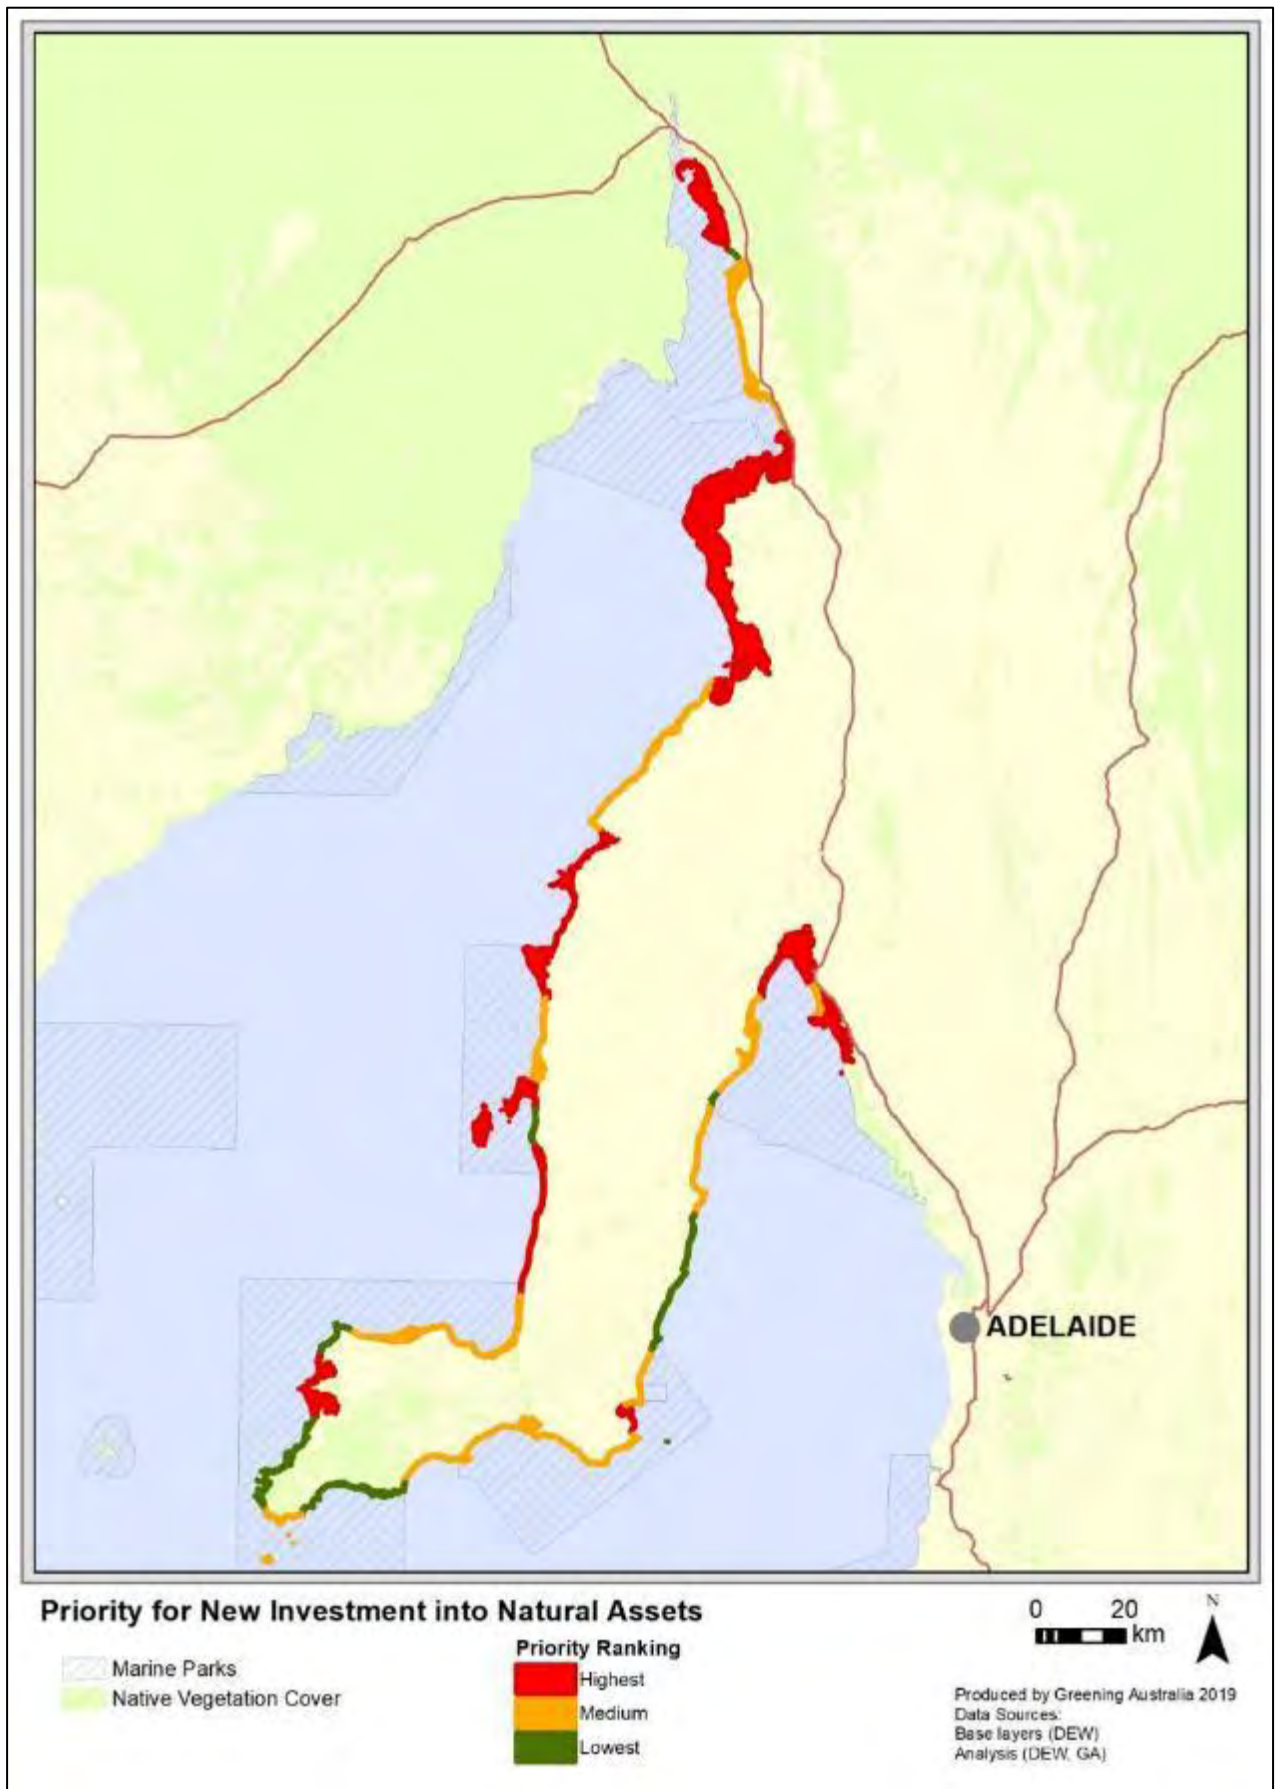 ADELAIDE
Priority for New Investment into Natural Assets
0 20
km
N
Marine Parks
Native Vegetation Cover
Priority Ranking
Highest
Medium
Lowest
Produced by Greening Australia 2019
Data Sources:
Base layers (DEW)
Analysis (DEW, GA)